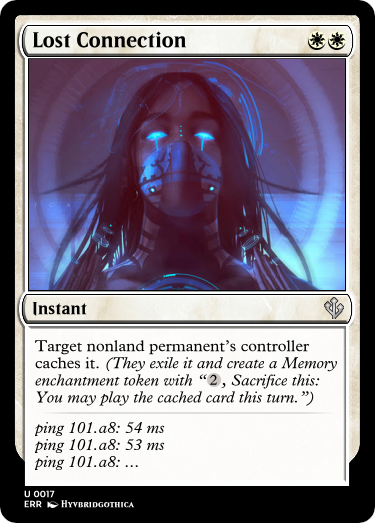 Lost Connection
Instant
Target nonland permanent's controller
caches it. (They exile it and create a Memory
enchantment token with “2, Sacrifice this:
You may play the cached card this turn.”)
ping 101.a8: 54 ms
ping 101.a8: 53 ms
ping 101.a8: …
U 0017
ERR Hyvbridgothica